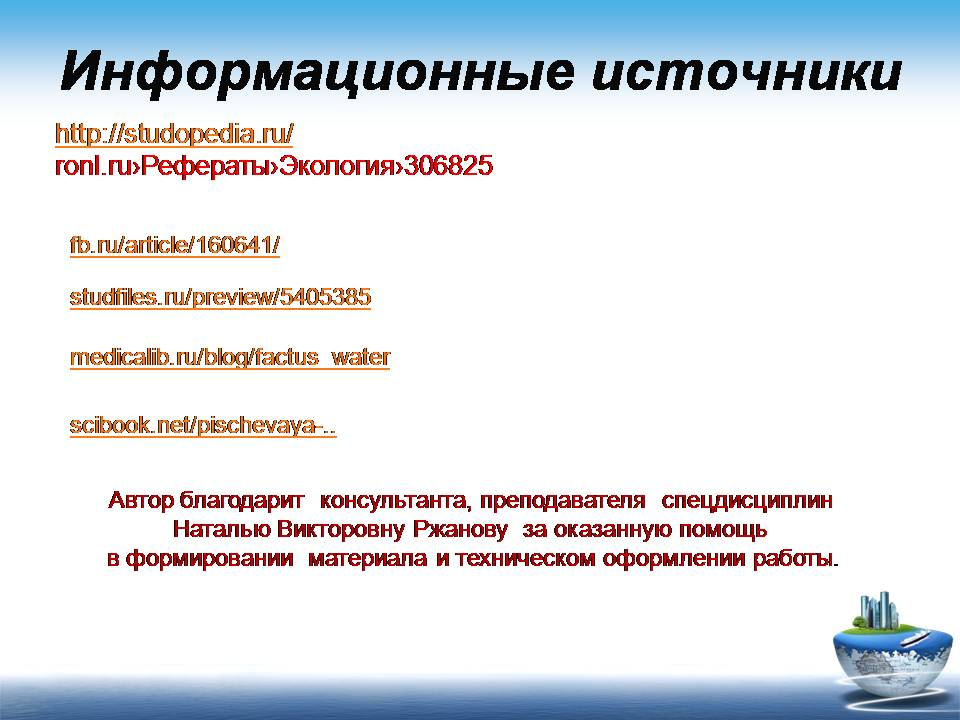 Информационные источники
http://studopedia.ru/
ronl.ru›Рефераты›Экология›306825
fb.ru/article/160641/
studfiles.ru/preview/5405385
medicalib.ru/blog/factus_water
scibook.net/pischevaya-..
Автор благодарит консультанта, преподавателя спецдисциплин
Наталью Викторовну Ржанову за оказанную помощь
в формировании материала и техническом оформлении работы.